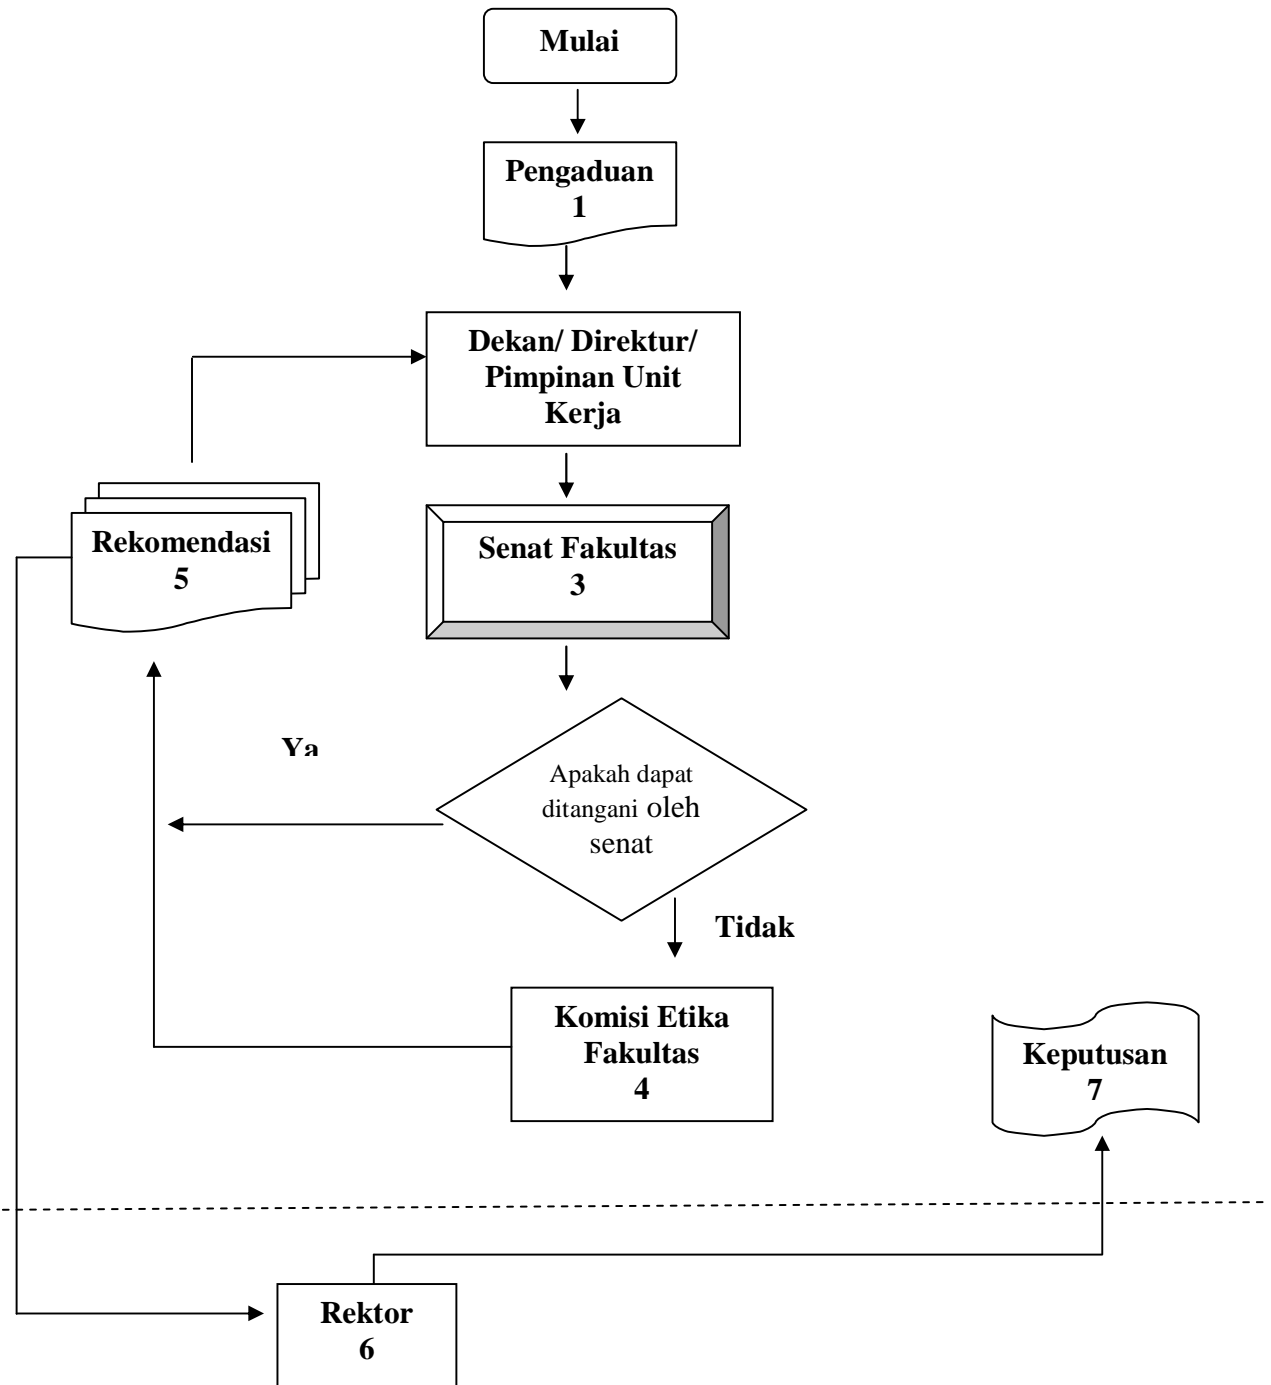 Mulai
Pengaduan
1
Dekan/ Direktur/
Pimpinan Unit
Kerja
Rekomendasi
5
Senat Fakultas
3
Ya
Apakah dapat
ditangani oleh
senat
Tidak
Komisi Etika
Fakultas
4
Keputusan
7
Rektor
6